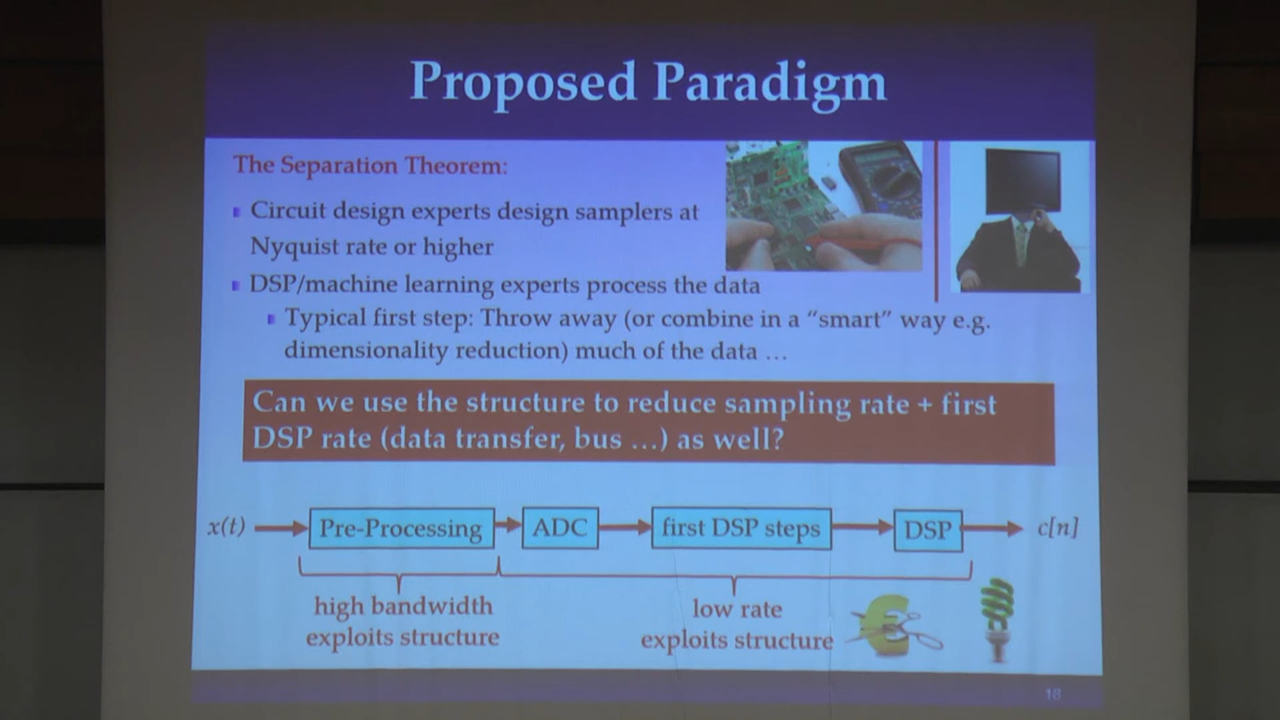 Proposed Paradigm
The Separation Theorem:
Circuit design experts design samplers at
Nyquist rate or higher
DSP/machine learning experts process the data
Typical first step: Throw away (or combine in a “smart” way e.g.
dimensionality reduction) much of the data …
Can we use the structure to reduce sampling rate + first
DSP rate (data transfer, bus …) as well?
x(t) Pre-Processing ADC first DSP steps DSP c[n]
high bandwidth
exploits structure
low rate
exploits structure
18